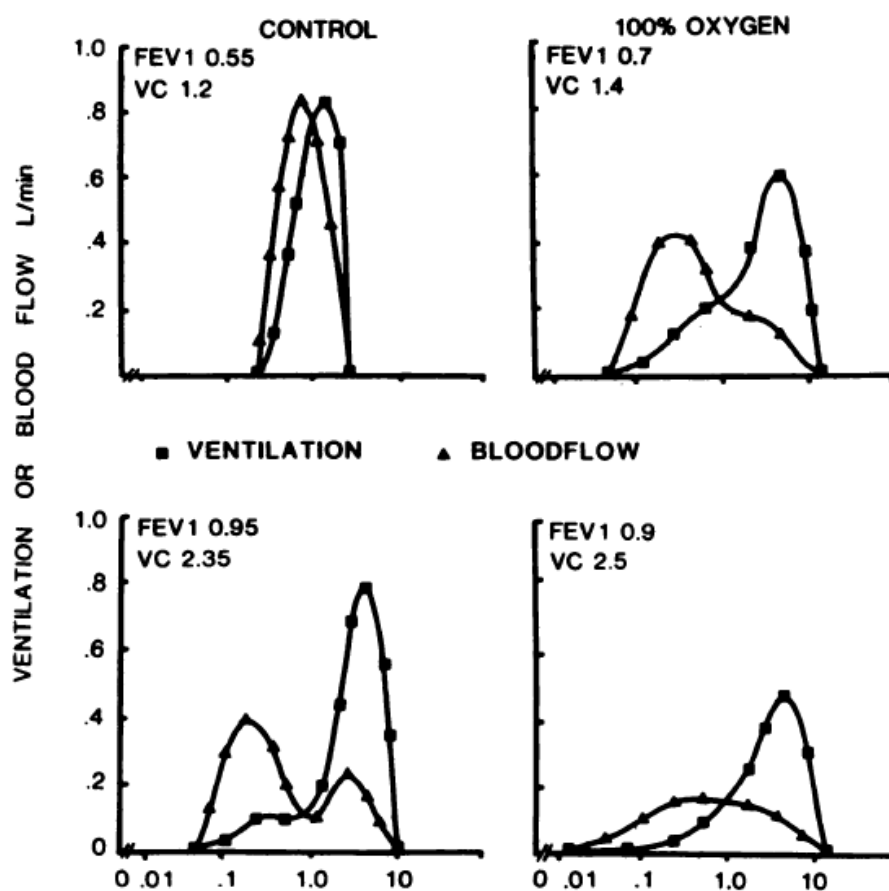 CONTROL
100% OXYGEN
VENTILATION OR BLOOD FLOW L/min
1.0
.8
.6
.4
.2
FEV1 0.55
VC 1.2
FEV1 0.7
VC 1.4
■ VENTILATION ▲ BLOODFLOW
1.0
.8
.6
.4
0.2
0
FEV1 0.95
VC 2.35
FEV1 0.9
VC 2.5
0 .01 .1 1.0 10
0 .01 .1 1.0 10